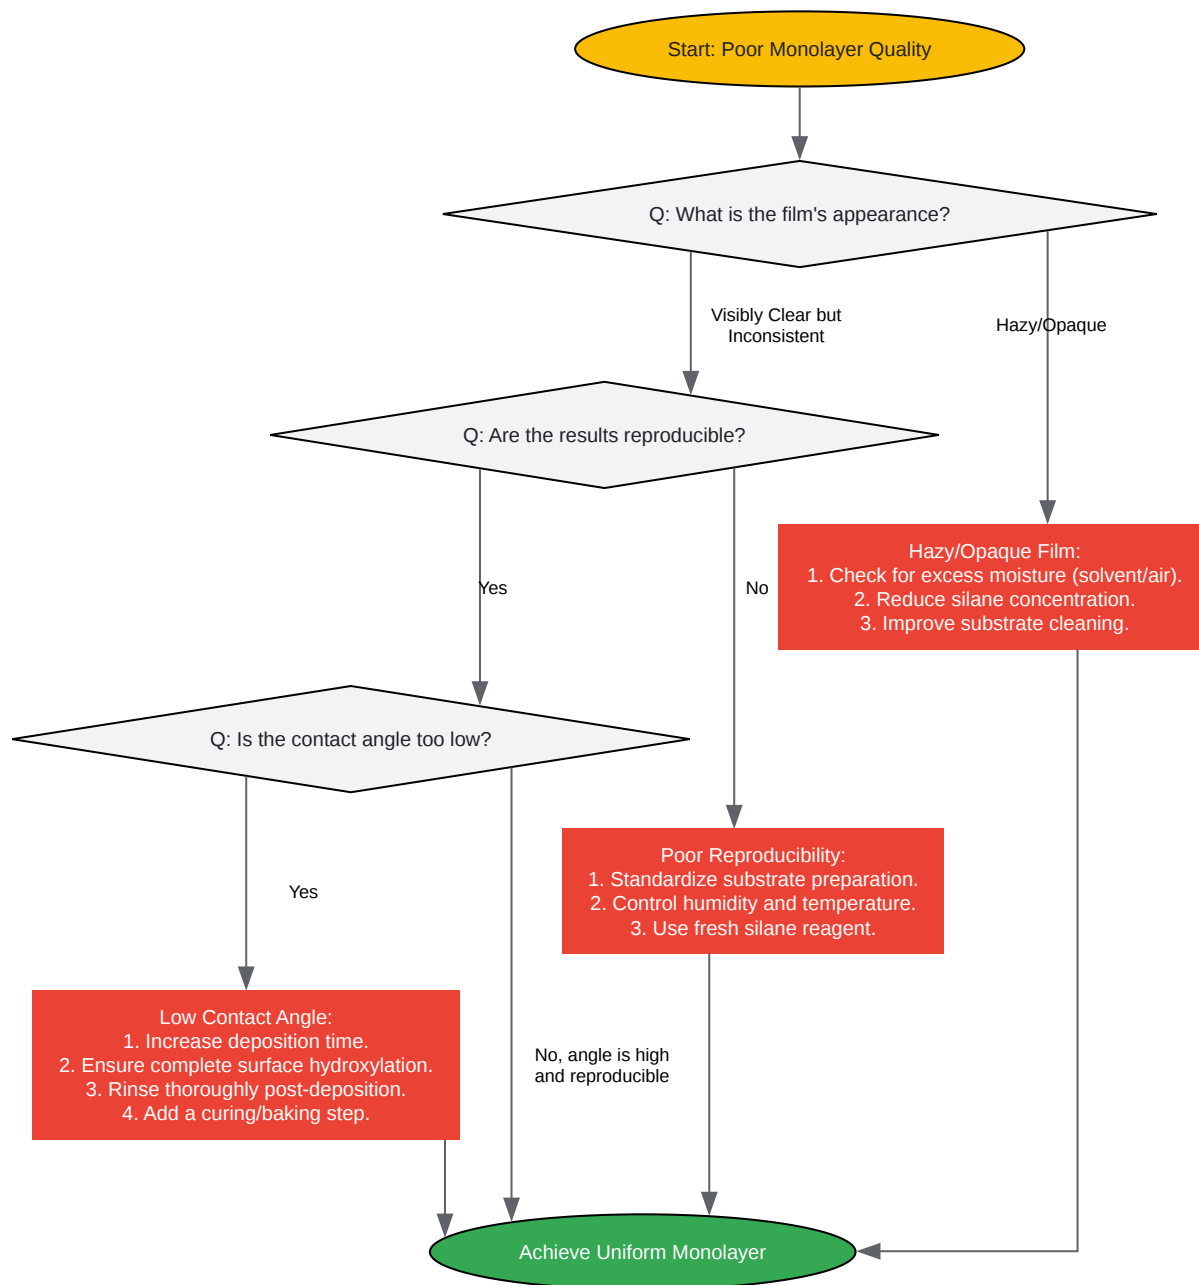 Start: Poor Monolayer Quality
Q: What is the film's appearance?
Visibly Clear but
Inconsistent
Hazy/Opaque
Q: Are the results reproducible?
Yes
No
Hazy/Opaque Film:
1. Check for excess moisture (solvent/air).
2. Reduce silane concentration.
3. Improve substrate cleaning.
Q: Is the contact angle too low?
Yes
Poor Reproducibility:
1. Standardize substrate preparation.
2. Control humidity and temperature.
3. Use fresh silane reagent.
Low Contact Angle:
1. Increase deposition time.
2. Ensure complete surface hydroxylation.
3. Rinse thoroughly post-deposition.
4. Add a curing/baking step.
No, angle is high
and reproducible
Achieve Uniform Monolayer